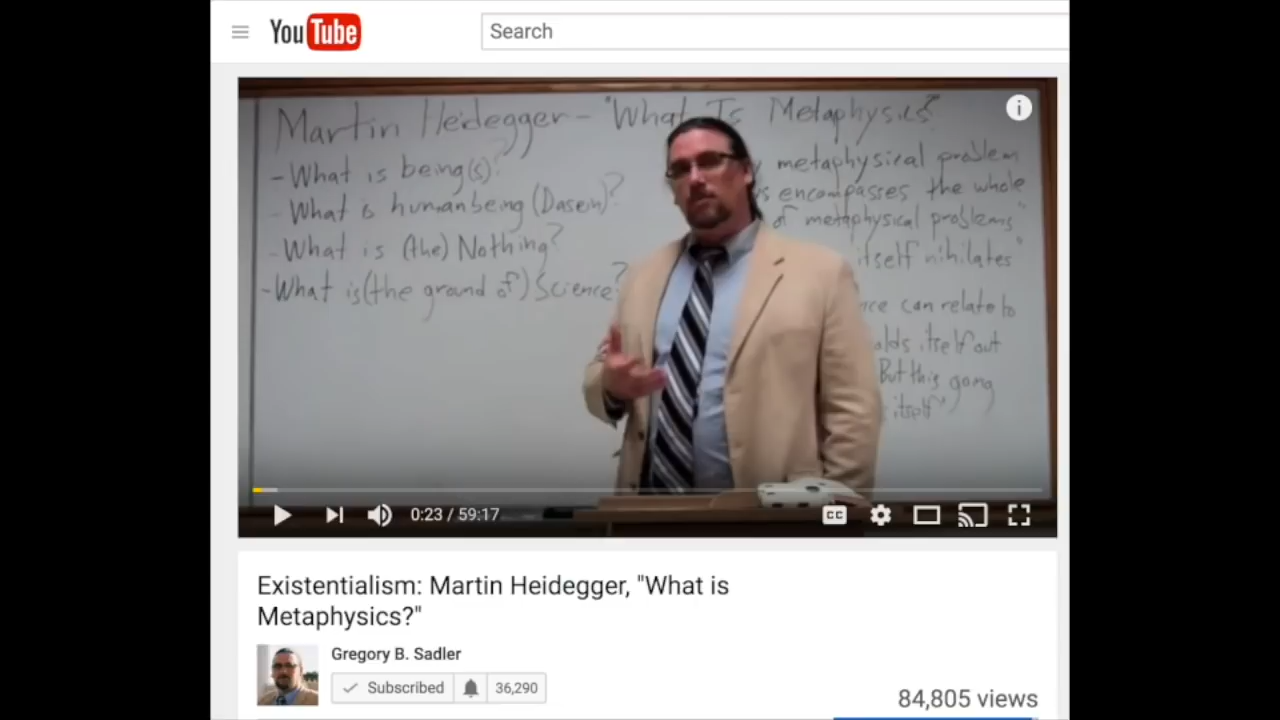 YouTube
Search
Martin Heidegger - "What Is Metaphysics?"
- What is being(s)?
- What is human being (Dasein)?
- What is (the) Nothing?
- What is (the ground of) Science?
metaphysical problem
encompasses the whole
of metaphysical problems"
itself nihilates"
can relate to
itself out
But this going
itself"
0:23 / 59:17
CC
Existentialism: Martin Heidegger, "What is
Metaphysics?"
Gregory B. Sadler
Subscribed
36,290
84,805 views